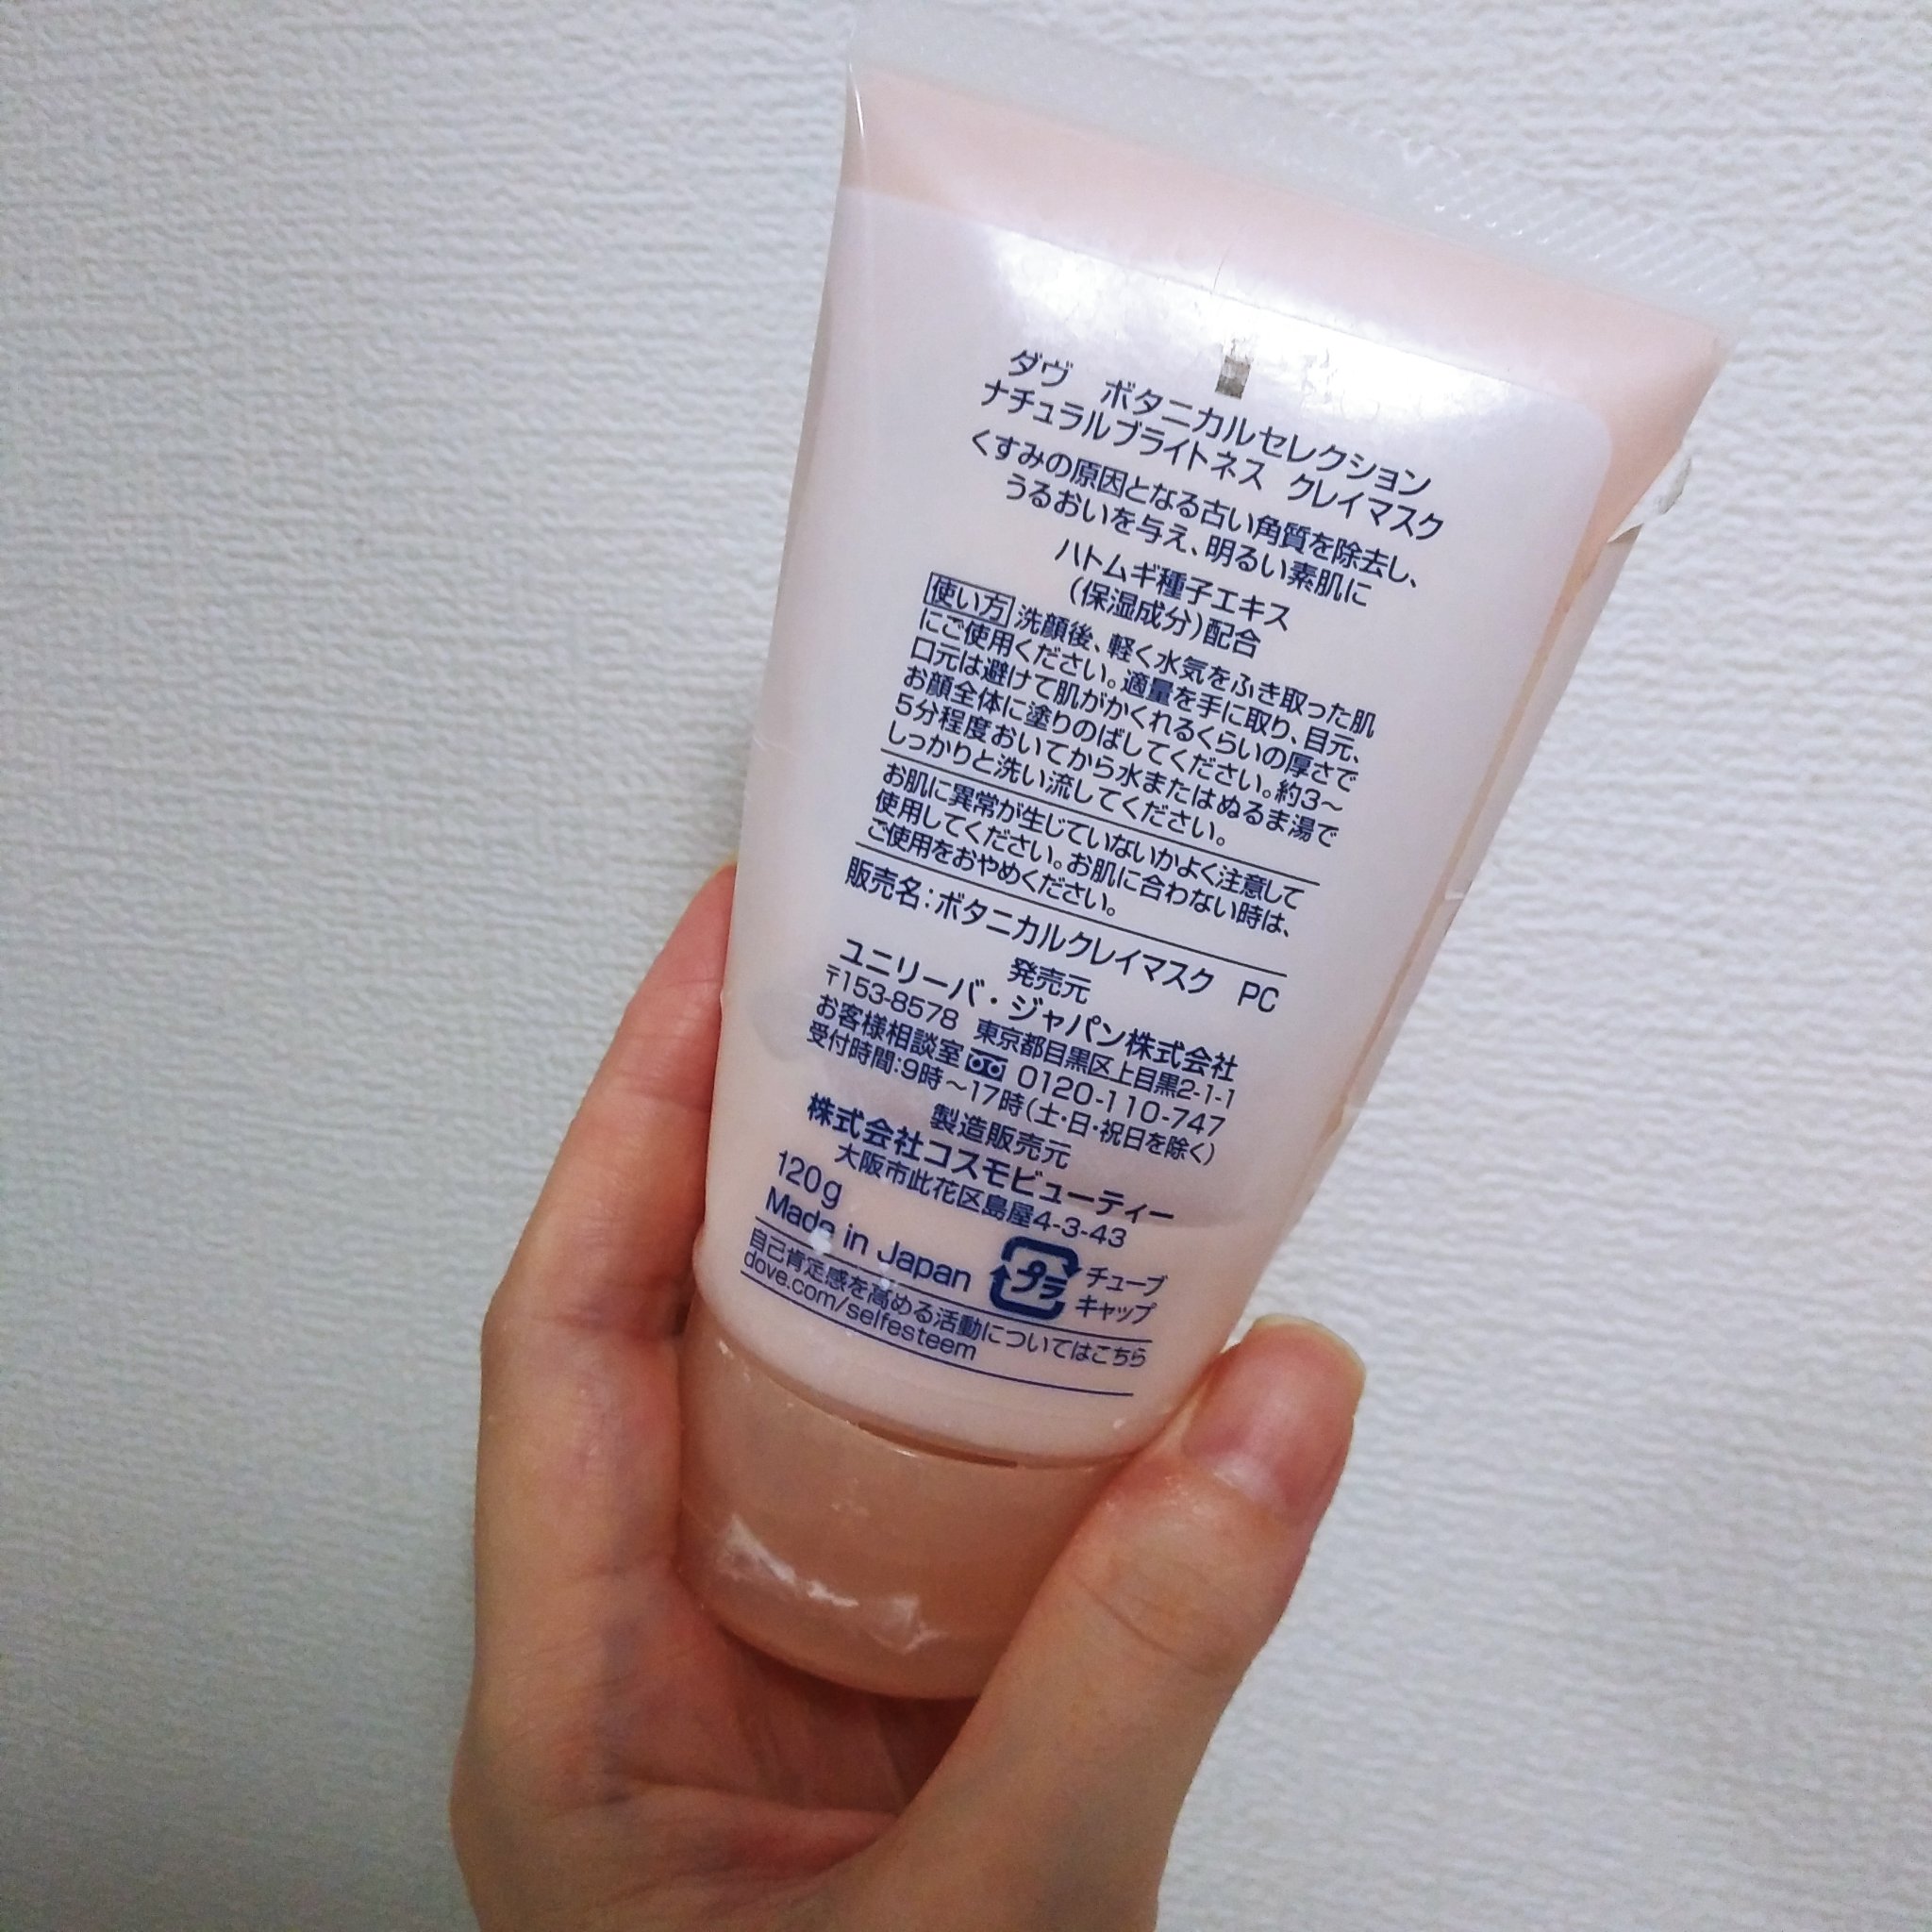 ダヴ ボタニカルセレクション
ナチュラルブライトネス クレイマスク
くすみの原因となる古い角質を除去し、
うるおいを与え、明るい素肌に
ハトムギ種子エキス
(保湿成分)配合
使い方 洗顔後、軽く水気をふき取った肌
にご使用ください。適量を手に取り、目元、
口元は避けて肌がかくれるくらいの厚さで
お顔全体に塗りのばしてください。約3〜
5分程度おいてから水またはぬるま湯で
しっかりと洗い流してください。
お肌に異常が生じていないかよく注意して
使用してください。お肌に合わない時は、
ご使用をおやめください。
販売名:ボタニカルクレイマスク PC
発売元
ユニリーバ・ジャパン株式会社
〒153-8578 東京都目黒区上目黒2-1-1
お客様相談室 0120-110-747
受付時間:9時〜17時(土・日・祝日を除く)
製造販売元
株式会社コスモビューティー
大阪市此花区島屋4-3-43
120g
Made in Japan
プラ
チューブ
キャップ
自己肯定感を高める活動についてはこちら
dove.com/selfesteem